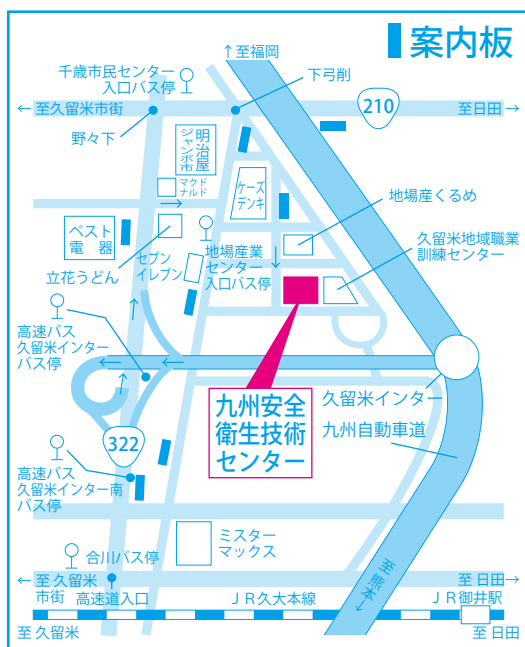 案内板
↑至福岡
千歳市民センター
入口バス停
下弓削
←至久留米市街
210
至日田→
野々下
明治屋
ジャンボ市
マクド
ナルド
ケーズ
デンキ
地場産くるめ
ベスト
電器
立花うどん
セブン
イレブン
地場産業
センター
入口バス停
久留米地域職業
訓練センター
高速バス
久留米インター
バス停
九州安全
衛生技術
センター
久留米インター
九州自動車道
322
高速バス
久留米インター南
バス停
ミスター
マックス
合川バス停
至熊本→
←至 久留米
市街
高速道入口
JR久大本線
至 日田→
JR御井駅
至 久留米
至 日田